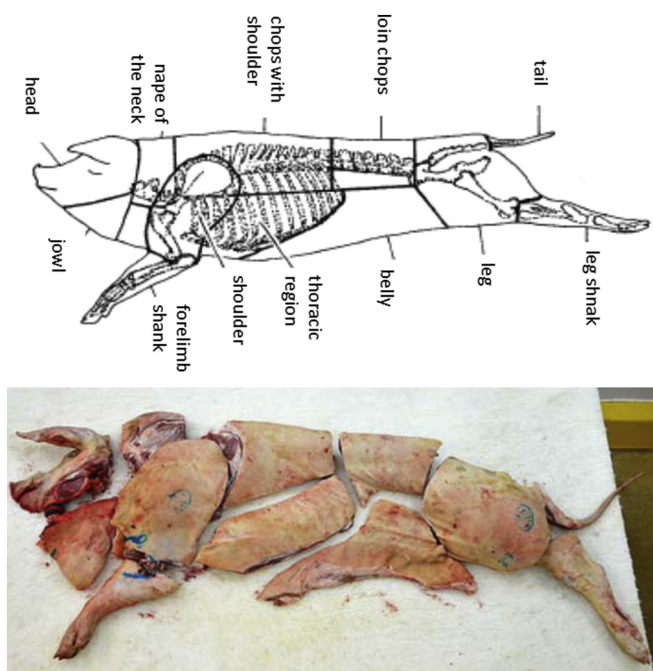 head
nape of
the neck
chops with
shoulder
loin chops
tail
jowl
forelimb
shank
shoulder
thoracic
region
belly
leg
leg shnak